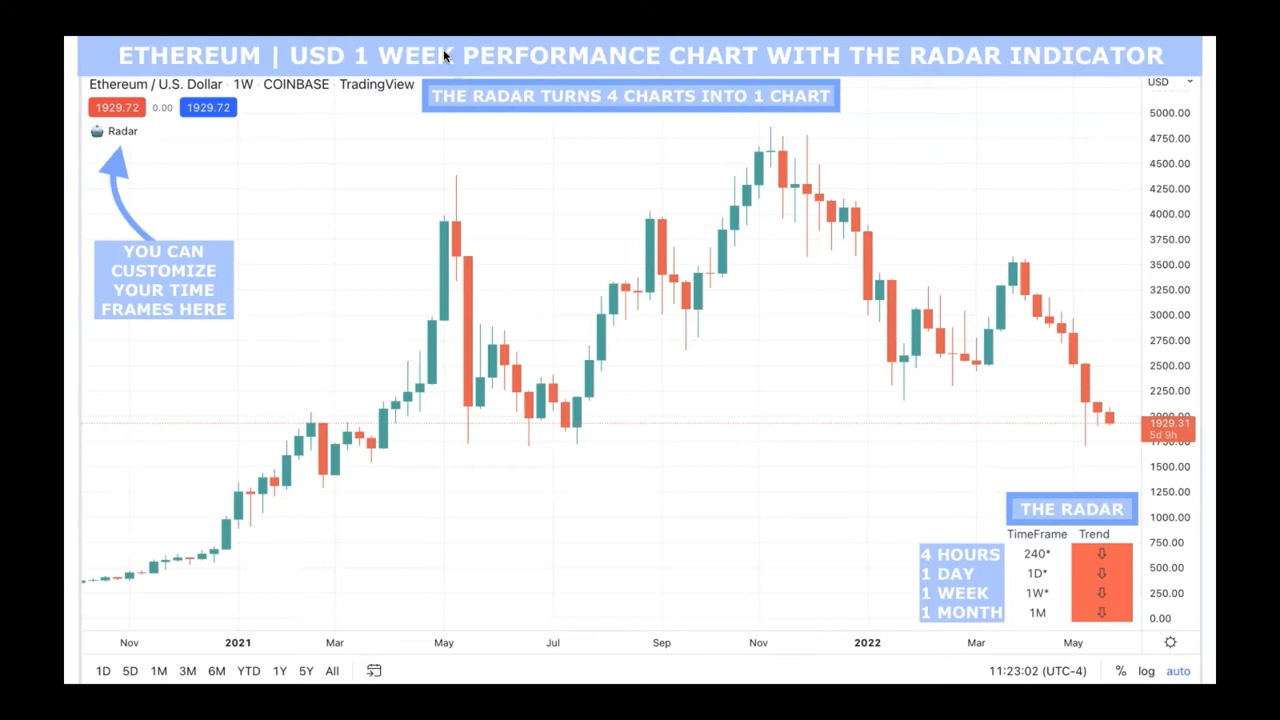 ETHEREUM | USD 1 WEEK PERFORMANCE CHART WITH THE RADAR INDICATOR
Ethereum / U.S. Dollar · 1W · COINBASE · TradingView
THE RADAR TURNS 4 CHARTS INTO 1 CHART
USD
1929.72 0.00 1929.72
Radar
YOU CAN
CUSTOMIZE
YOUR TIME
FRAMES HERE
5000.00
4750.00
4500.00
4250.00
4000.00
3750.00
3500.00
3250.00
3000.00
2750.00
2500.00
2250.00
2000.00
1929.31
5d 9h
1750.00
1500.00
1250.00
1000.00
750.00
500.00
250.00
0.00
THE RADAR
TimeFrame Trend
4 HOURS 240* ⇩
1 DAY 1D* ⇩
1 WEEK 1W* ⇩
1 MONTH 1M ⇩
Nov 2021 Mar May Jul Sep Nov 2022 Mar May
1D 5D 1M 3M 6M YTD 1Y 5Y All
11:23:02 (UTC-4) % log auto